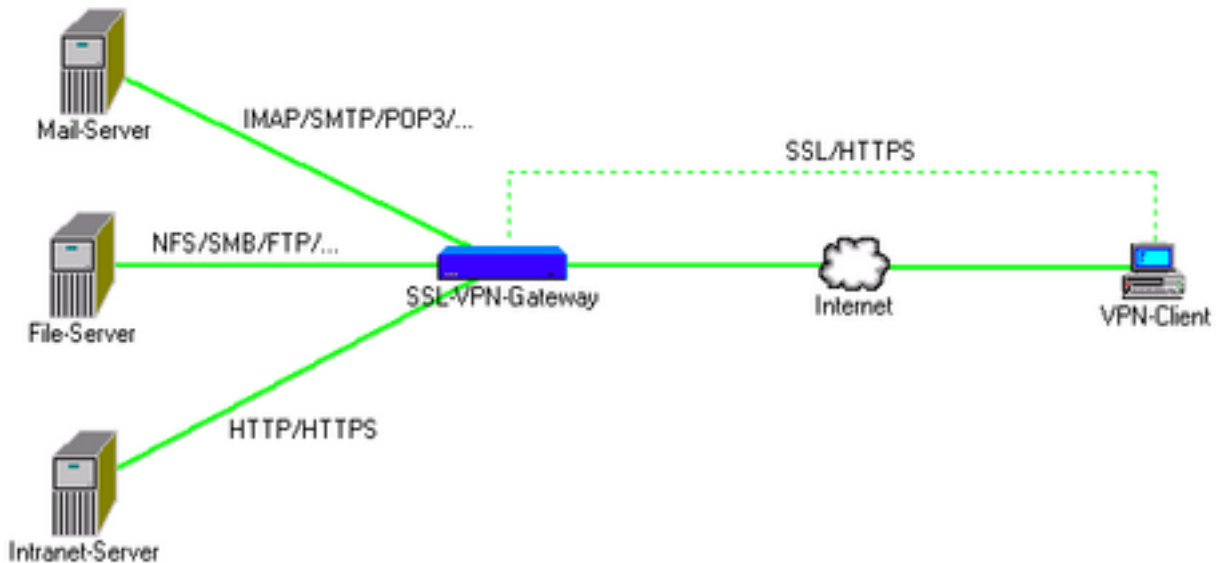 Mail-Server
IMAP/SMTP/POP3/...
SSL/HTTPS
NFS/SMB/FTP/...
File-Server
SSL-VPN-Gateway
Internet
VPN-Client
HTTP/HTTPS
Intranet-Server